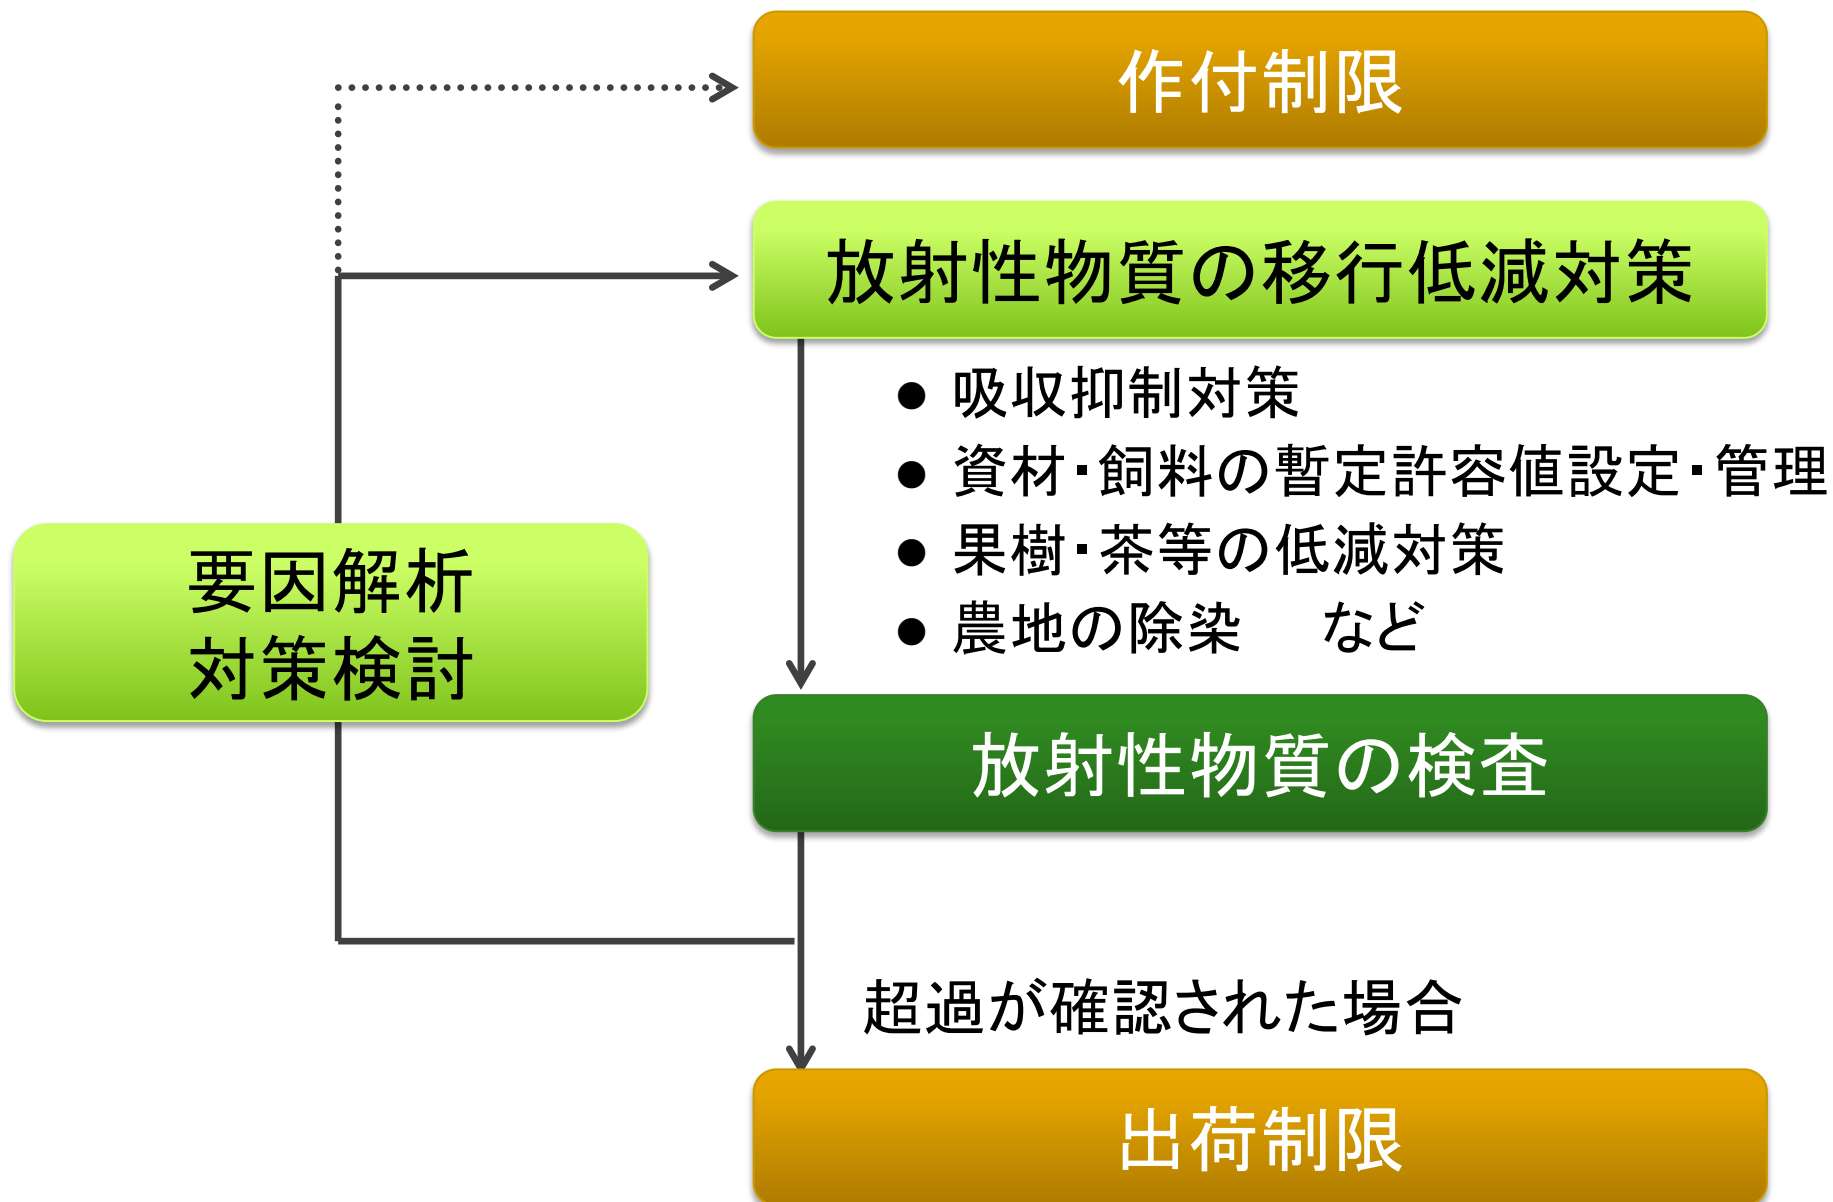 作付制限
放射性物質の移行低減対策
● 吸収抑制対策
● 資材・飼料の暫定許容値設定・管理
● 果樹・茶等の低減対策
● 農地の除染　など
要因解析
対策検討
放射性物質の検査
超過が確認された場合
出荷制限